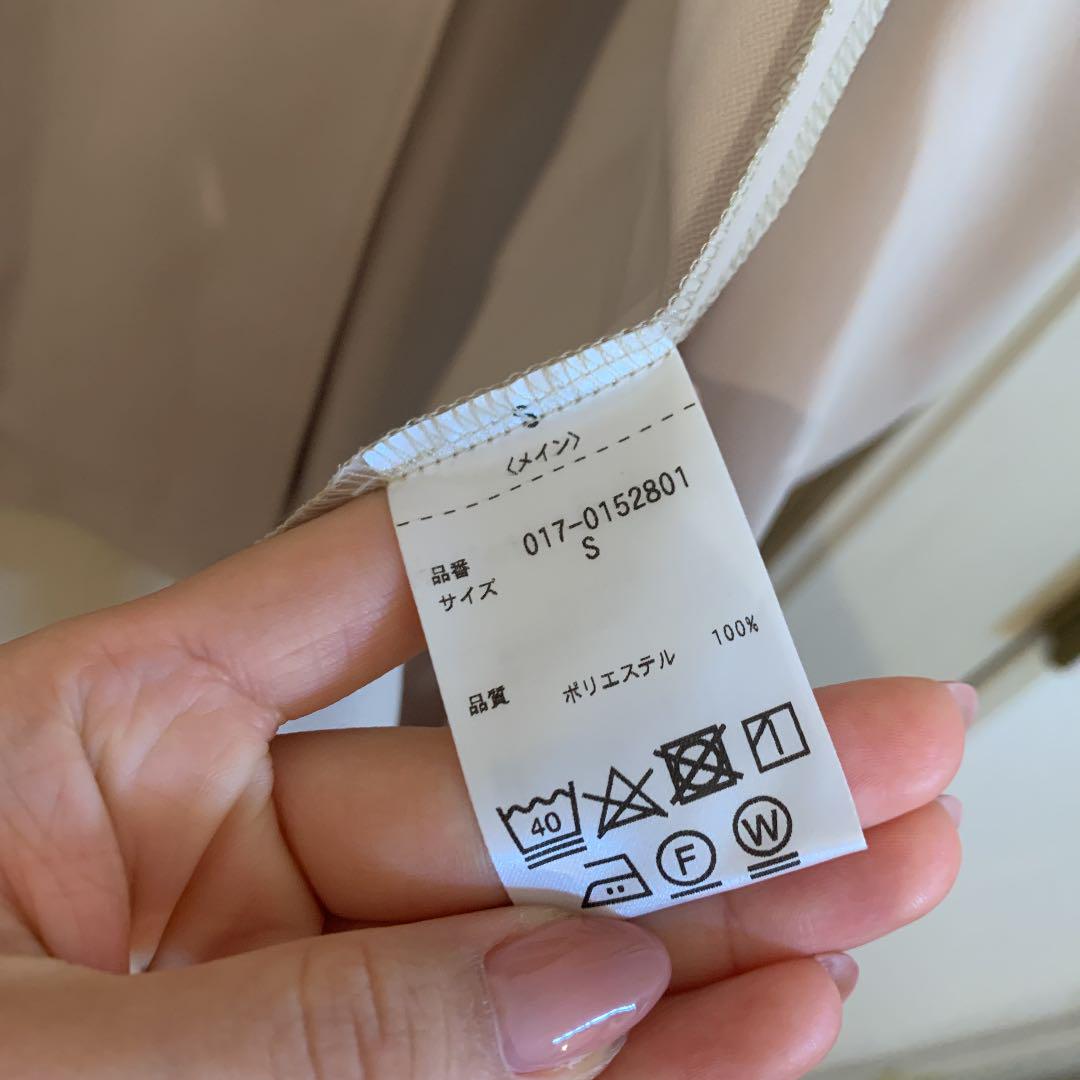 S
〈メイン〉
品番 017-0152801
サイズ S
品質 ポリエステル 100%
40
F
W